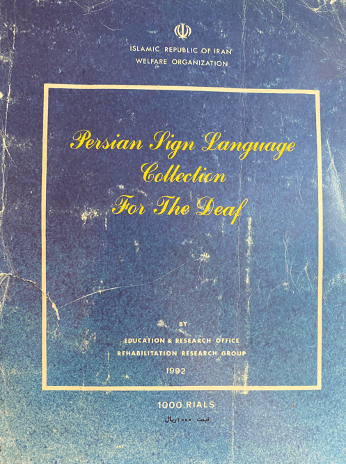 ISLAMIC REPUBLIC OF IRAN
WELFARE ORGANIZATION
Persian Sign Language
Collection
For The Deaf
BY
EDUCATION & RESEARCH OFFICE
REHABILITATION RESEARCH GROUP
1992
1000 RIALS
قیمت ۱۰۰۰ ریال